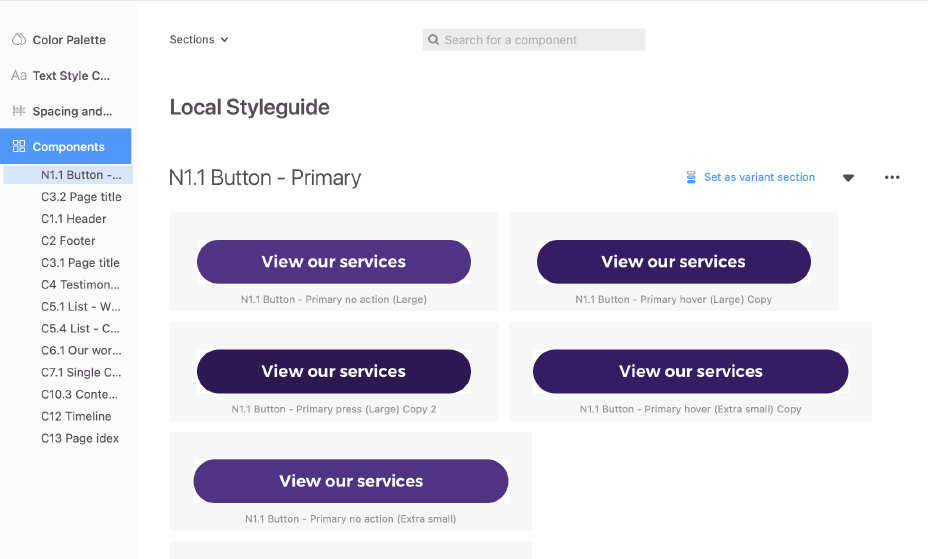 Color Palette
Aa Text Style C...
Spacing and...
Components
N1.1 Button -...
C3.2 Page title
C1.1 Header
C2 Footer
C3.1 Page title
C4 Testimon...
C5.1 List - W...
C5.4 List - C...
C6.1 Our wor...
C7.1 Single C...
C10.3 Conte...
C12 Timeline
C13 Page idex
Sections
Search for a component
Local Styleguide
N1.1 Button - Primary
Set as variant section
View our services
N1.1 Button - Primary no action (Large)
View our services
N1.1 Button - Primary hover (Large) Copy
View our services
N1.1 Button - Primary press (Large) Copy 2
View our services
N1.1 Button - Primary hover (Extra small) Copy
View our services
N1.1 Button - Primary no action (Extra small)